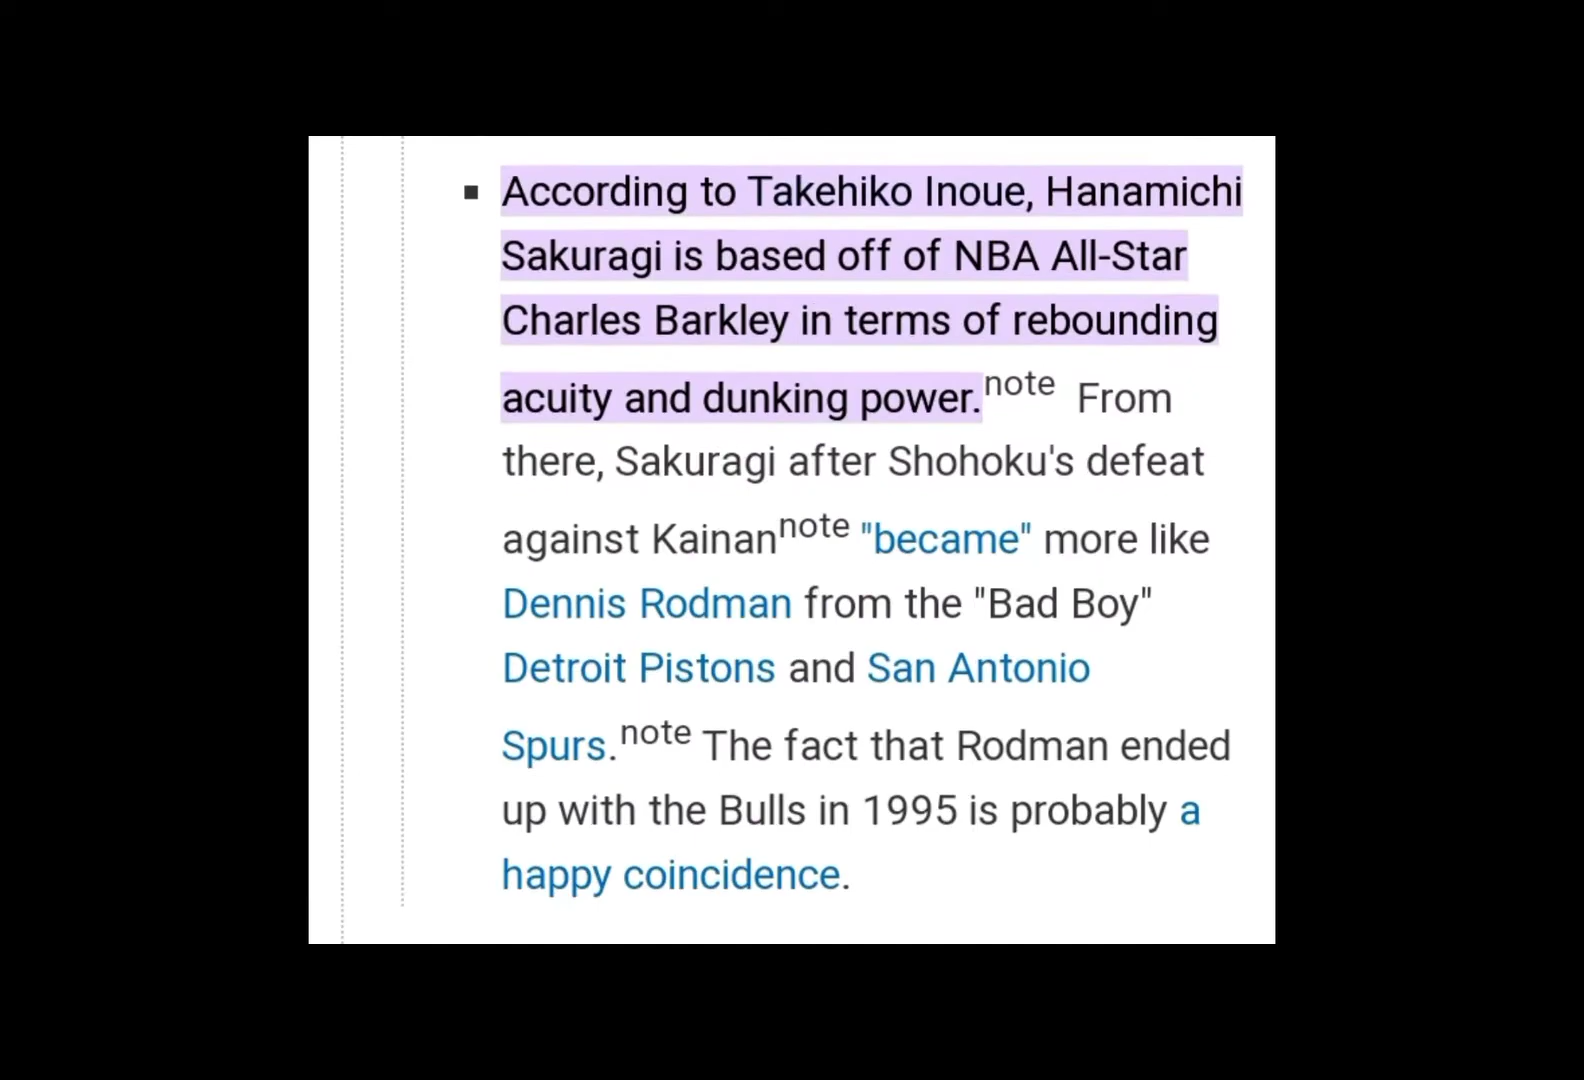 According to Takehiko Inoue, Hanamichi
Sakuragi is based off of NBA All-Star
Charles Barkley in terms of rebounding
acuity and dunking power.note From
there, Sakuragi after Shohoku's defeat
against Kainannote "became" more like
Dennis Rodman from the "Bad Boy"
Detroit Pistons and San Antonio
Spurs.note The fact that Rodman ended
up with the Bulls in 1995 is probably a
happy coincidence.